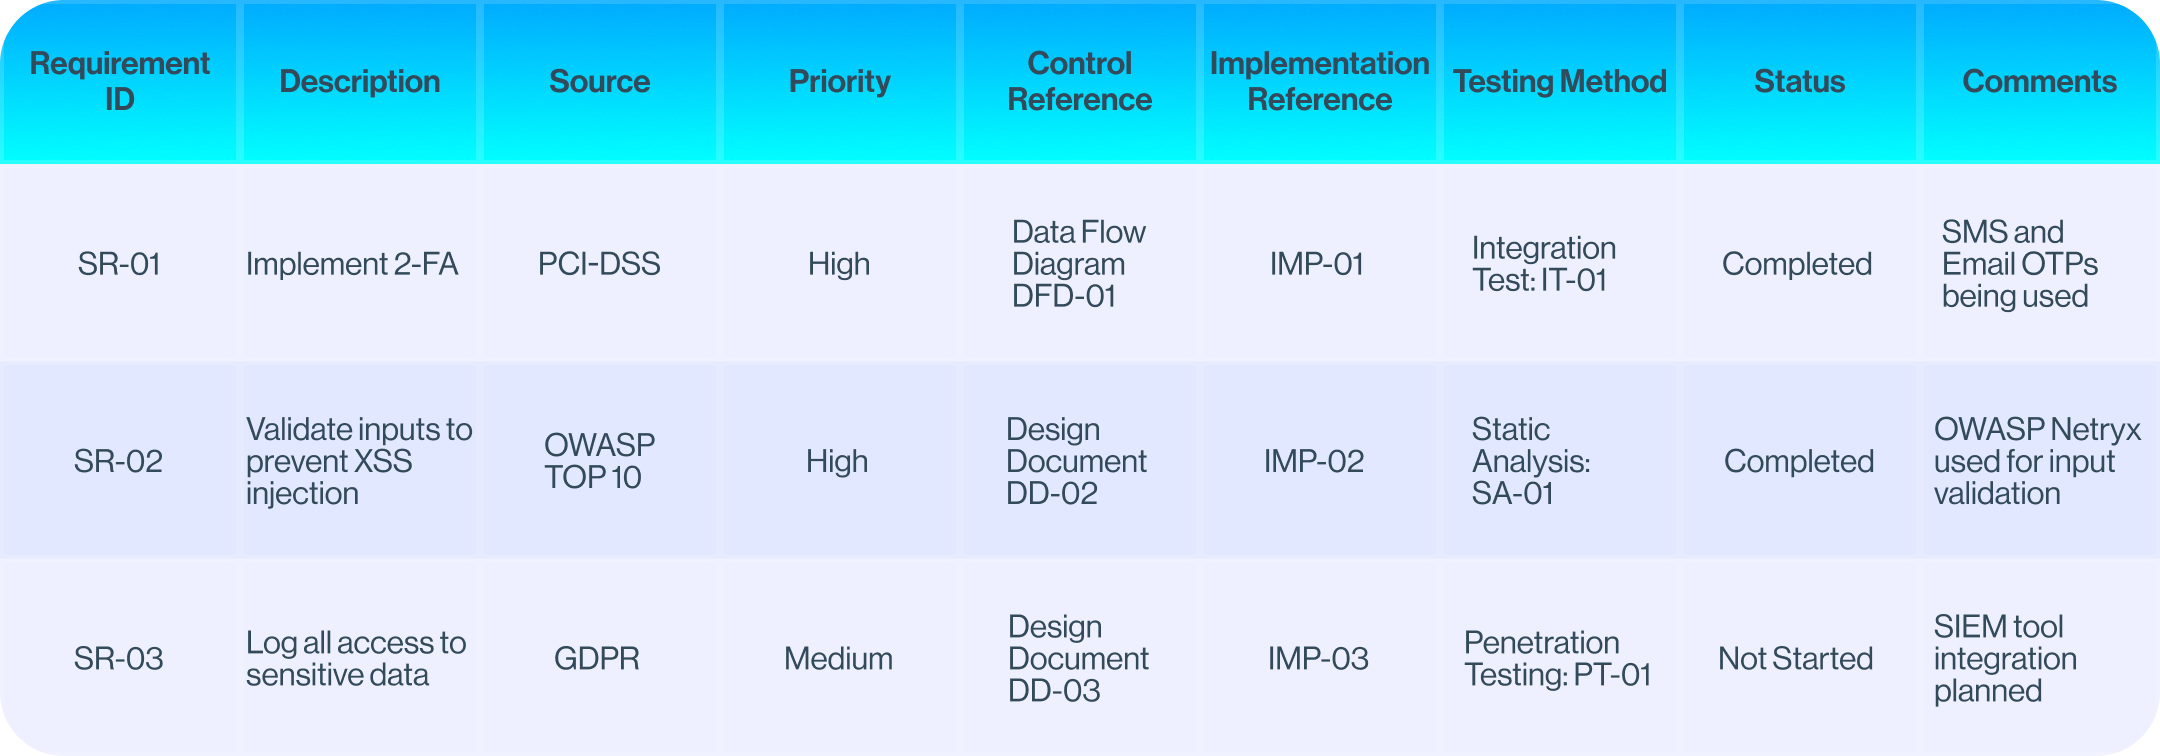 Requirement
ID
Description
Source
Priority
Control
Reference
Implementation
Reference
Testing Method
Status
Comments
SR-01
Implement 2-FA
PCI-DSS
High
Data Flow
Diagram
DFD-01
IMP-01
Integration
Test: IT-01
Completed
SMS and
Email OTPs
being used
SR-02
Validate inputs to
prevent XSS
injection
OWASP
TOP 10
High
Design
Document
DD-02
IMP-02
Static
Analysis:
SA-01
Completed
OWASP Netryx
used for input
validation
SR-03
Log all access to
sensitive data
GDPR
Medium
Design
Document
DD-03
IMP-03
Penetration
Testing: PT-01
Not Started
SIEM tool
integration
planned